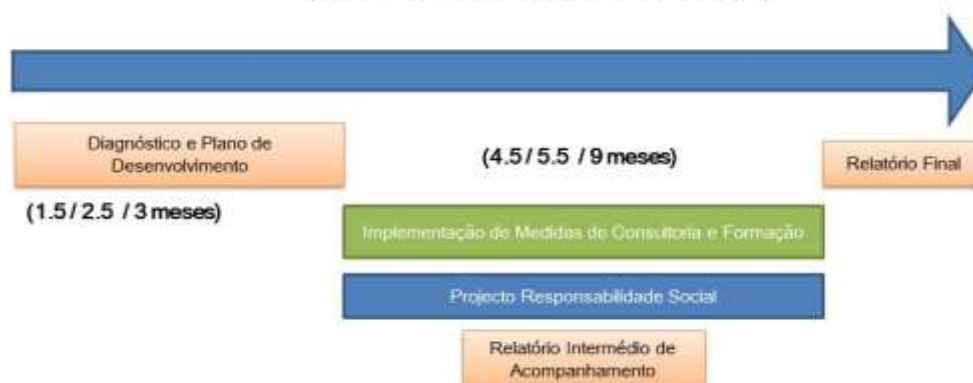 Diagnóstico e Plano de
Desenvolvimento
(4.5 / 5.5 / 9 meses)
Relatório Final
(1.5 / 2.5 / 3 meses)
Implementação de Medidas de Consultoria e Formação
Projecto Responsabilidade Social
Relatório Intermédio de
Acompanhamento